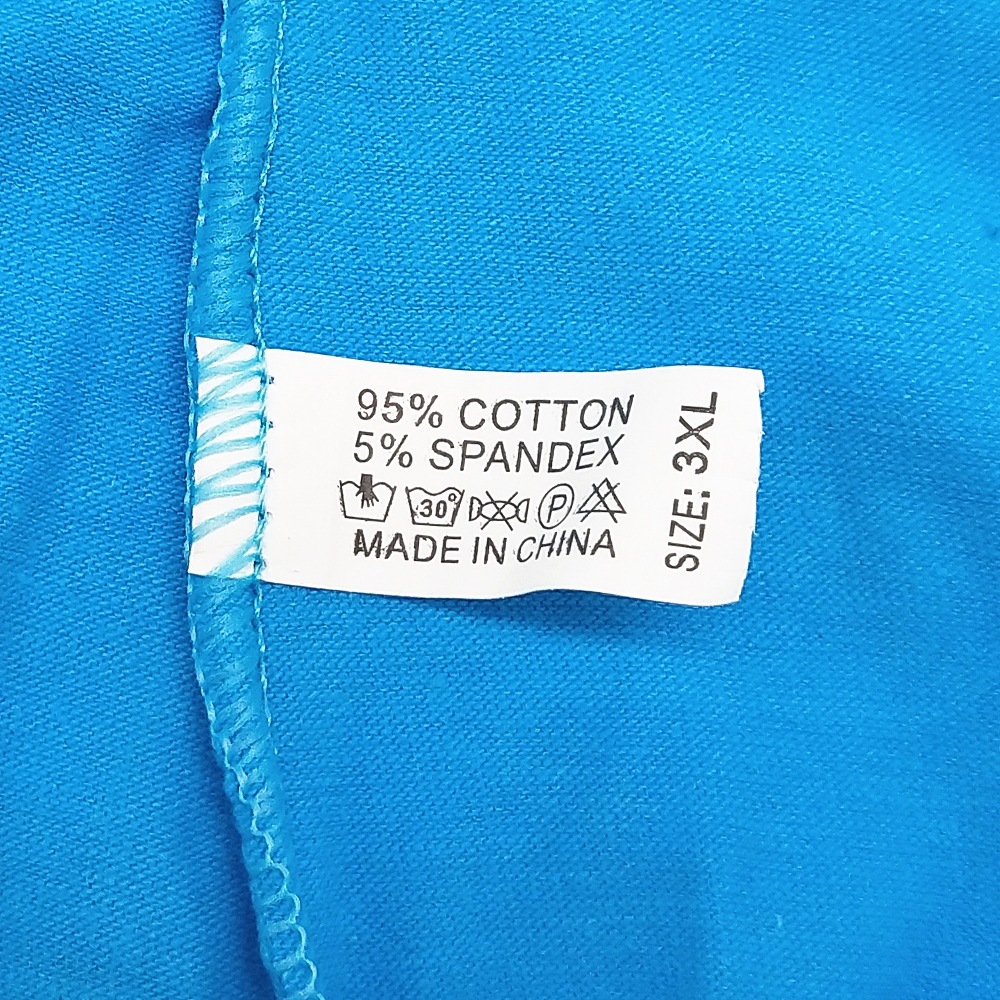 95% COTTON
5% SPANDEX
30°
P
MADE IN CHINA
SIZE: 3XL